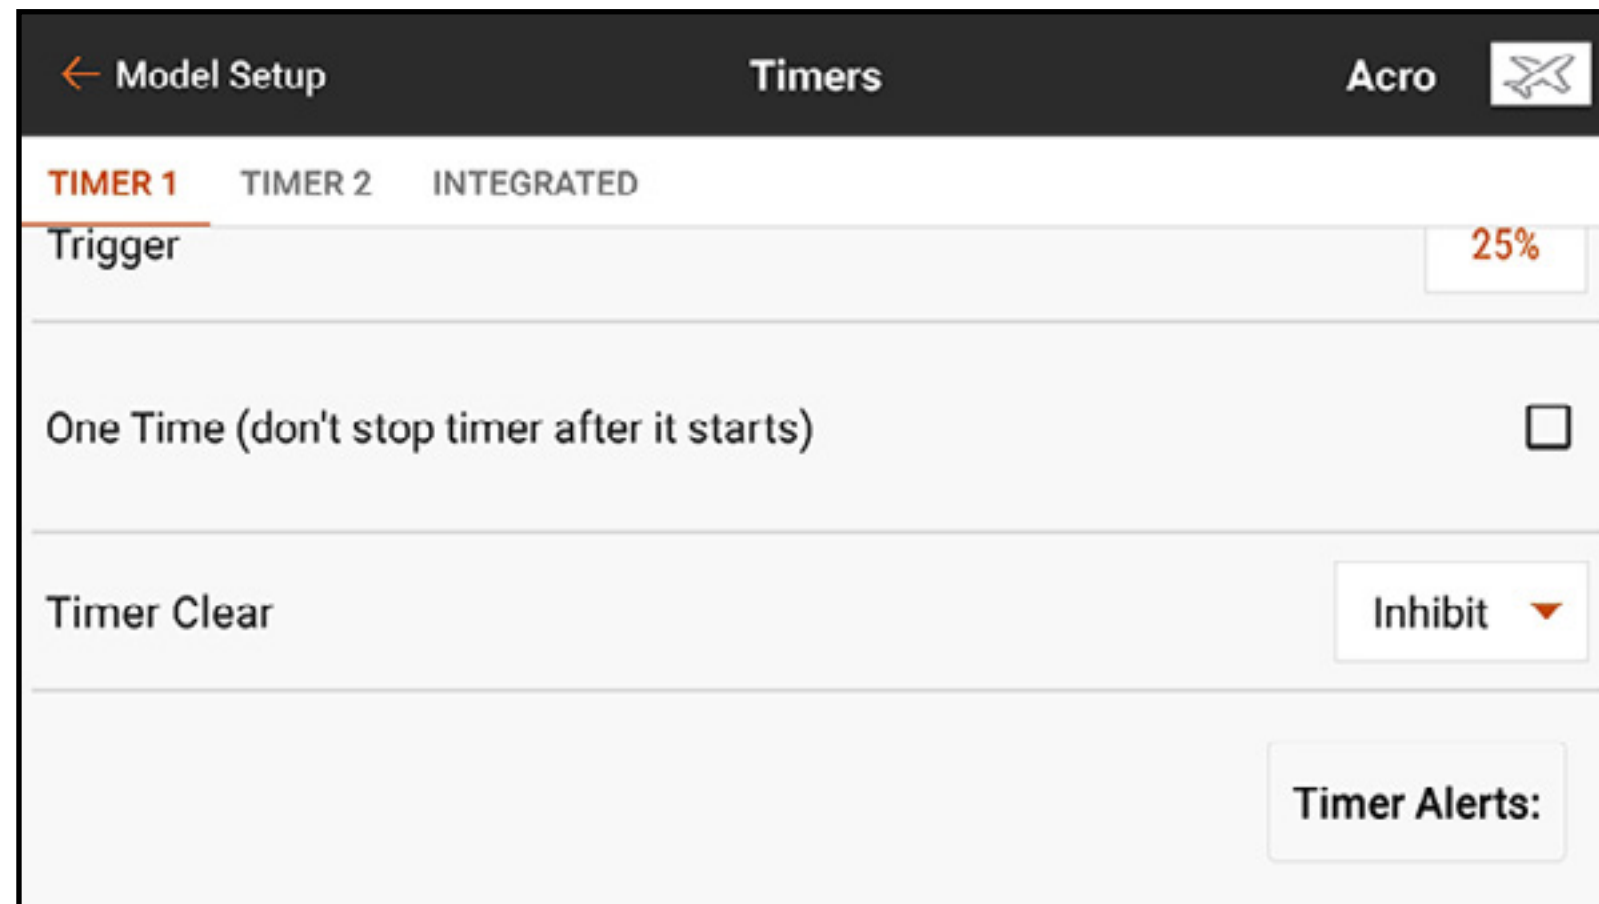 Model Setup Timers Acro
TIMER 1 TIMER 2 INTEGRATED
Trigger 25%
One Time (don't stop timer after it starts)
Timer Clear Inhibit
Timer Alerts: